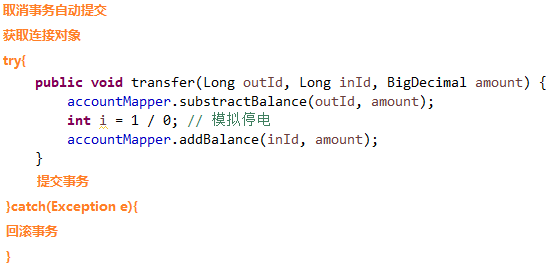 取消事务自动提交
获取连接对象
try{
public void transfer(Long outId, Long inId, BigDecimal amount) {
accountMapper.substractBalance(outId, amount);
int i = 1 / 0; // 模拟停电
accountMapper.addBalance(inId, amount);
}
提交事务
}catch(Exception e){
回滚事务
}